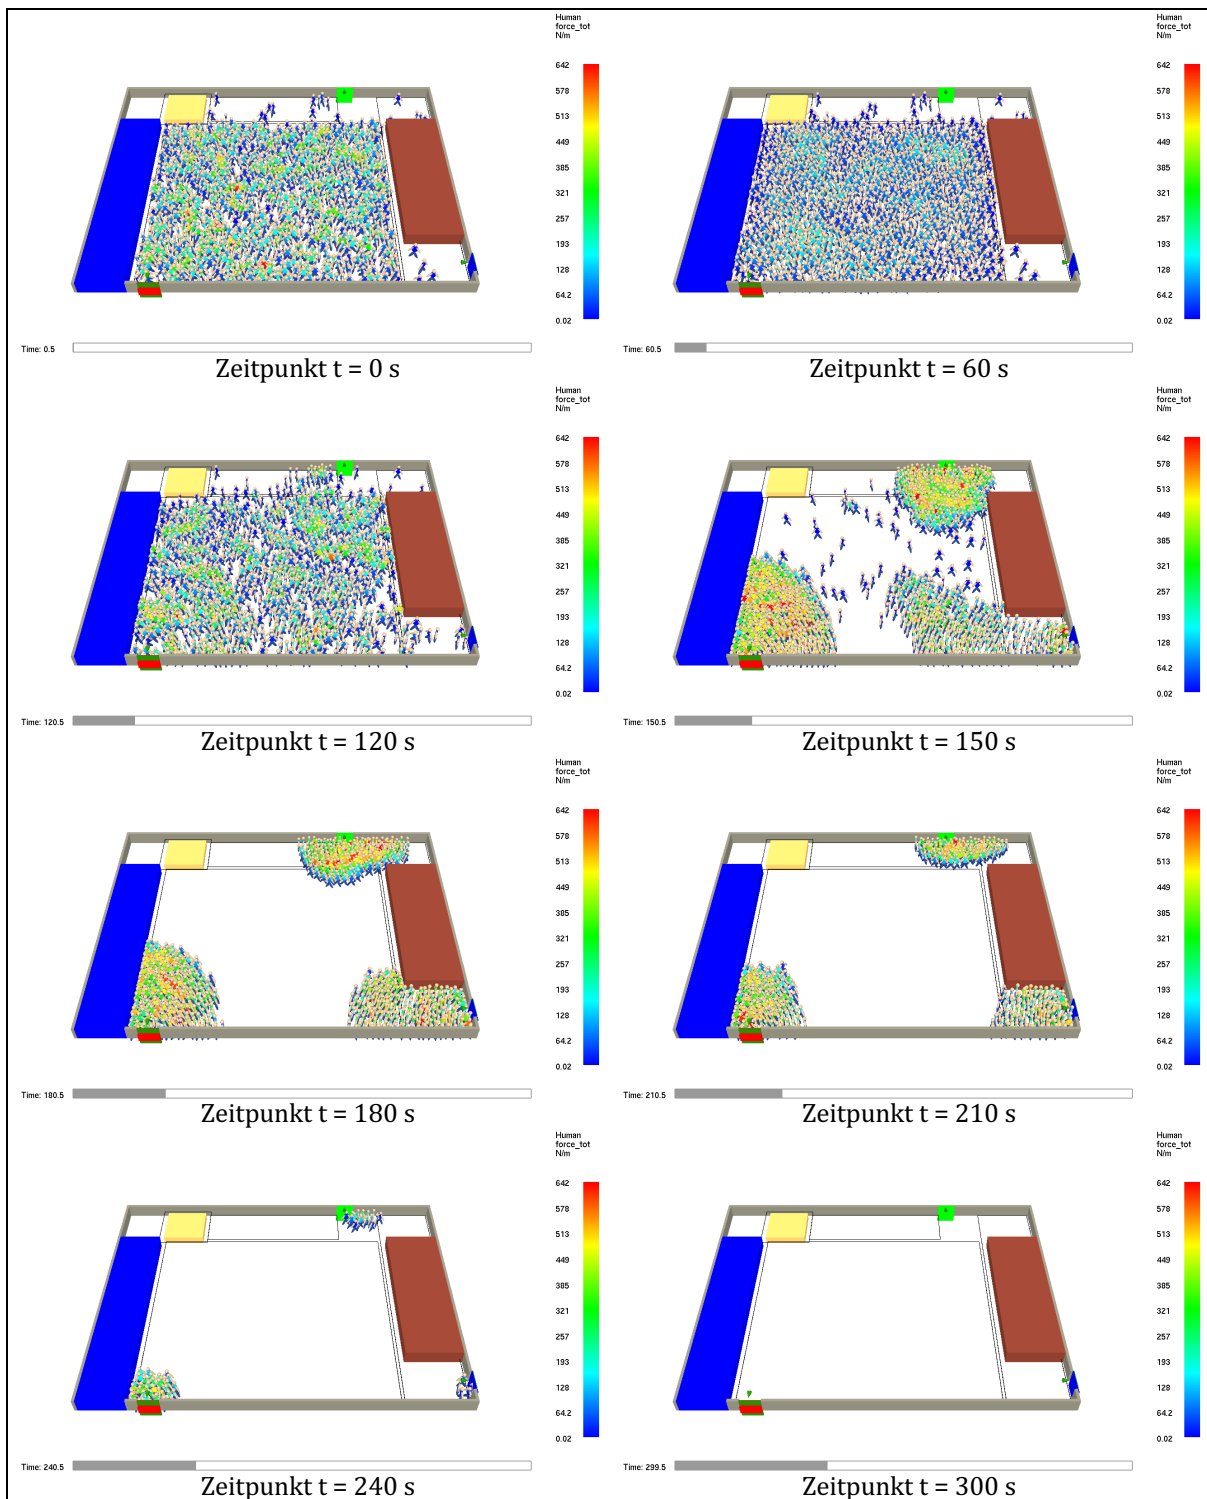 Human
force_tot
N/m
642
578
513
449
385
321
257
193
128
64.2
0.02
Time: 0.5
Zeitpunkt t = 0 s
Human
force_tot
N/m
642
578
513
449
385
321
257
193
128
64.2
0.02
Time: 60.5
Zeitpunkt t = 60 s
Human
force_tot
N/m
642
578
513
449
385
321
257
193
128
64.2
0.02
Time: 120.5
Zeitpunkt t = 120 s
Human
force_tot
N/m
642
578
513
449
385
321
257
193
128
64.2
0.02
Time: 150.5
Zeitpunkt t = 150 s
Human
force_tot
N/m
642
578
513
449
385
321
257
193
128
64.2
0.02
Time: 180.5
Zeitpunkt t = 180 s
Human
force_tot
N/m
642
578
513
449
385
321
257
193
128
64.2
0.02
Time: 210.5
Zeitpunkt t = 210 s
Human
force_tot
N/m
642
578
513
449
385
321
257
193
128
64.2
0.02
Time: 240.5
Zeitpunkt t = 240 s
Human
force_tot
N/m
642
578
513
449
385
321
257
193
128
64.2
0.02
Time: 299.5
Zeitpunkt t = 300 s